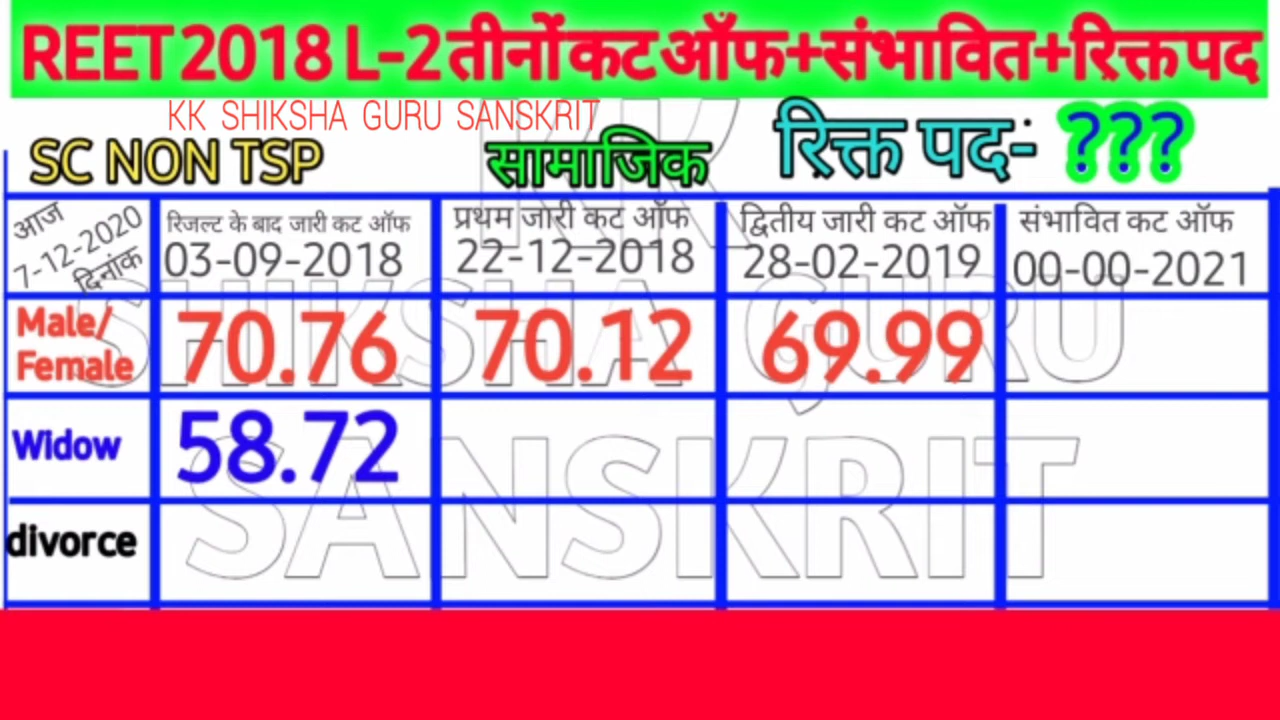 REET 2018 L-2 तीनों कट ऑफ+संभावित+रिक्त पद
KK SHIKSHA GURU SANSKRIT
SC NON TSP सामाजिक रिक्त पद- ???
आज 7-12-2020 दिनांक
रिजल्ट के बाद जारी कट ऑफ
03-09-2018
प्रथम जारी कट ऑफ
22-12-2018
द्वितीय जारी कट ऑफ
28-02-2019
संभावित कट ऑफ
00-00-2021
Male/
Female
70.76 70.12 69.99
Widow 58.72
divorce
KK
SHIKSHA GURU
SANSKRIT